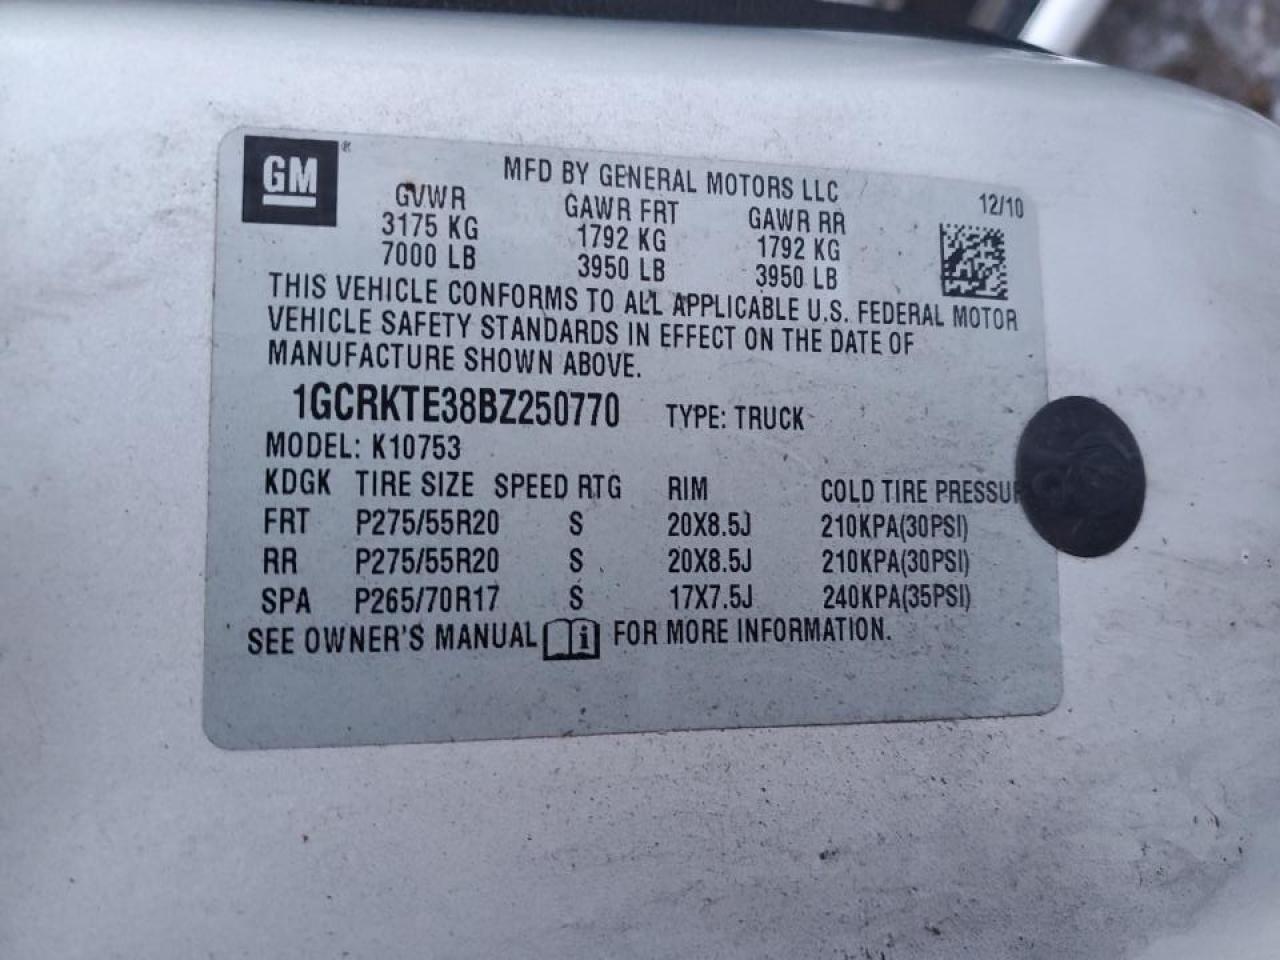 GM
MFD BY GENERAL MOTORS LLC
12/10
GVWR GAWR FRT GAWR RR
3175 KG 1792 KG 1792 KG
7000 LB 3950 LB 3950 LB
THIS VEHICLE CONFORMS TO ALL APPLICABLE U.S. FEDERAL MOTOR
VEHICLE SAFETY STANDARDS IN EFFECT ON THE DATE OF
MANUFACTURE SHOWN ABOVE.
1GCRKTE38BZ250770 TYPE: TRUCK
MODEL: K10753
KDGK TIRE SIZE SPEED RTG RIM COLD TIRE
FRT P275/55R20 S 20X8.5J 210KPA(30PSI)
RR P275/55R20 S 20X8.5J 210KPA(30PSI)
SPA P265/70R17 S 17X7.5J 240KPA(35PSI)
SEE OWNER'S MANUAL i FOR MORE INFORMATION.